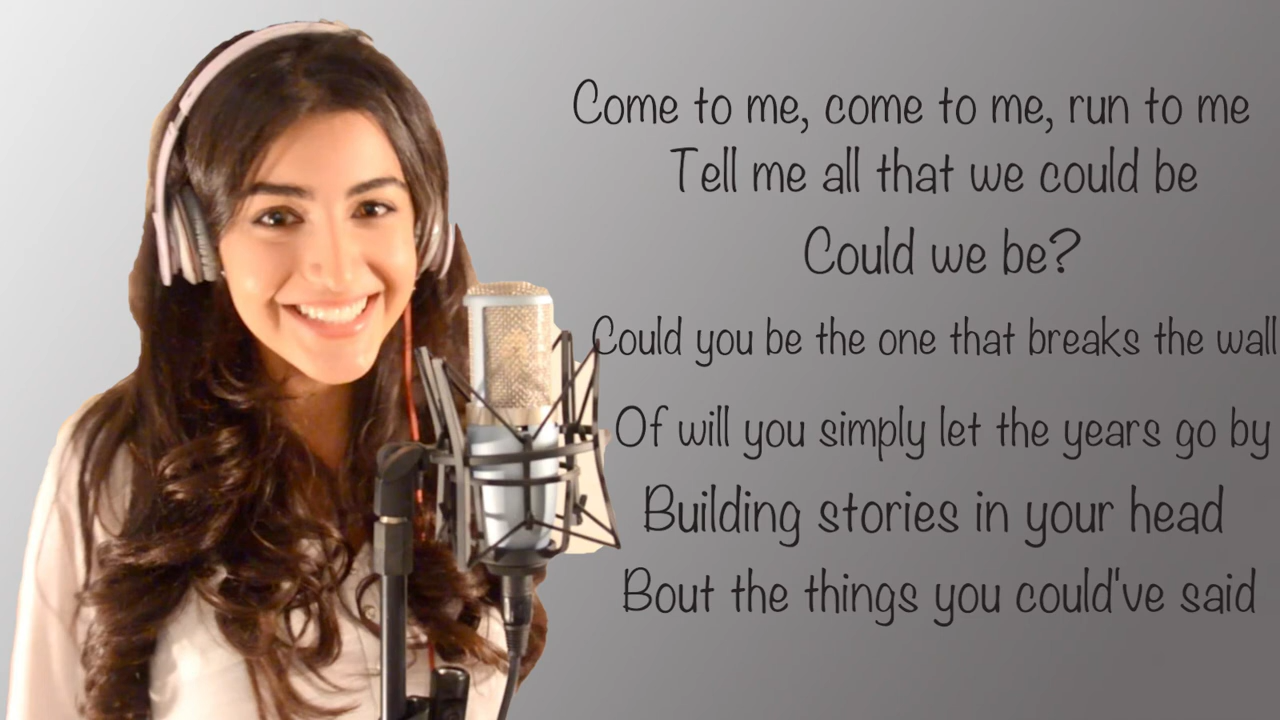 Come to me, come to me, run to me
Tell me all that we could be
Could we be?
Could you be the one that breaks the wall
Of will you simply let the years go by
Building stories in your head
Bout the things you could've said